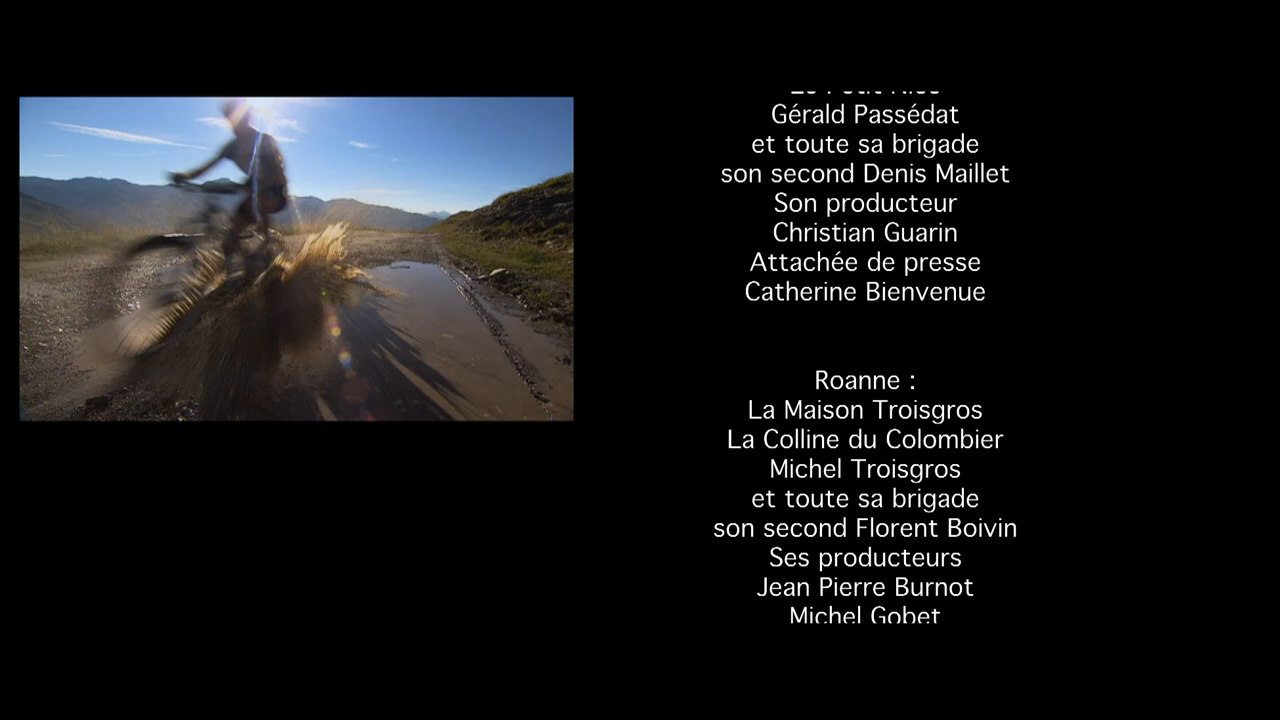 Gérald Passédat
et toute sa brigade
son second Denis Maillet
Son producteur
Christian Guarin
Attachée de presse
Catherine Bienvenue
Roanne :
La Maison Troisgros
La Colline du Colombier
Michel Troisgros
et toute sa brigade
son second Florent Boivin
Ses producteurs
Jean Pierre Burnot
Michel Gobet